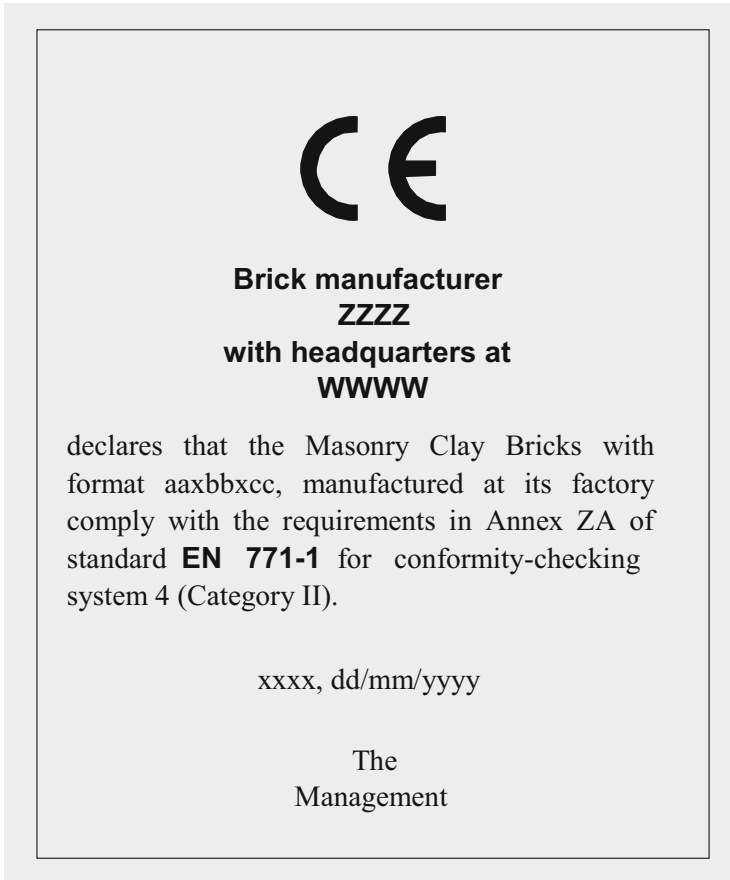 CE
Brick manufacturer
ZZZZ
with headquarters at
WWWW
declares that the Masonry Clay Bricks with
format aaxbbxcc, manufactured at its factory
comply with the requirements in Annex ZA of
standard EN 771-1 for conformity-checking
system 4 (Category II).
xxxx, dd/mm/yyyy
The
Management